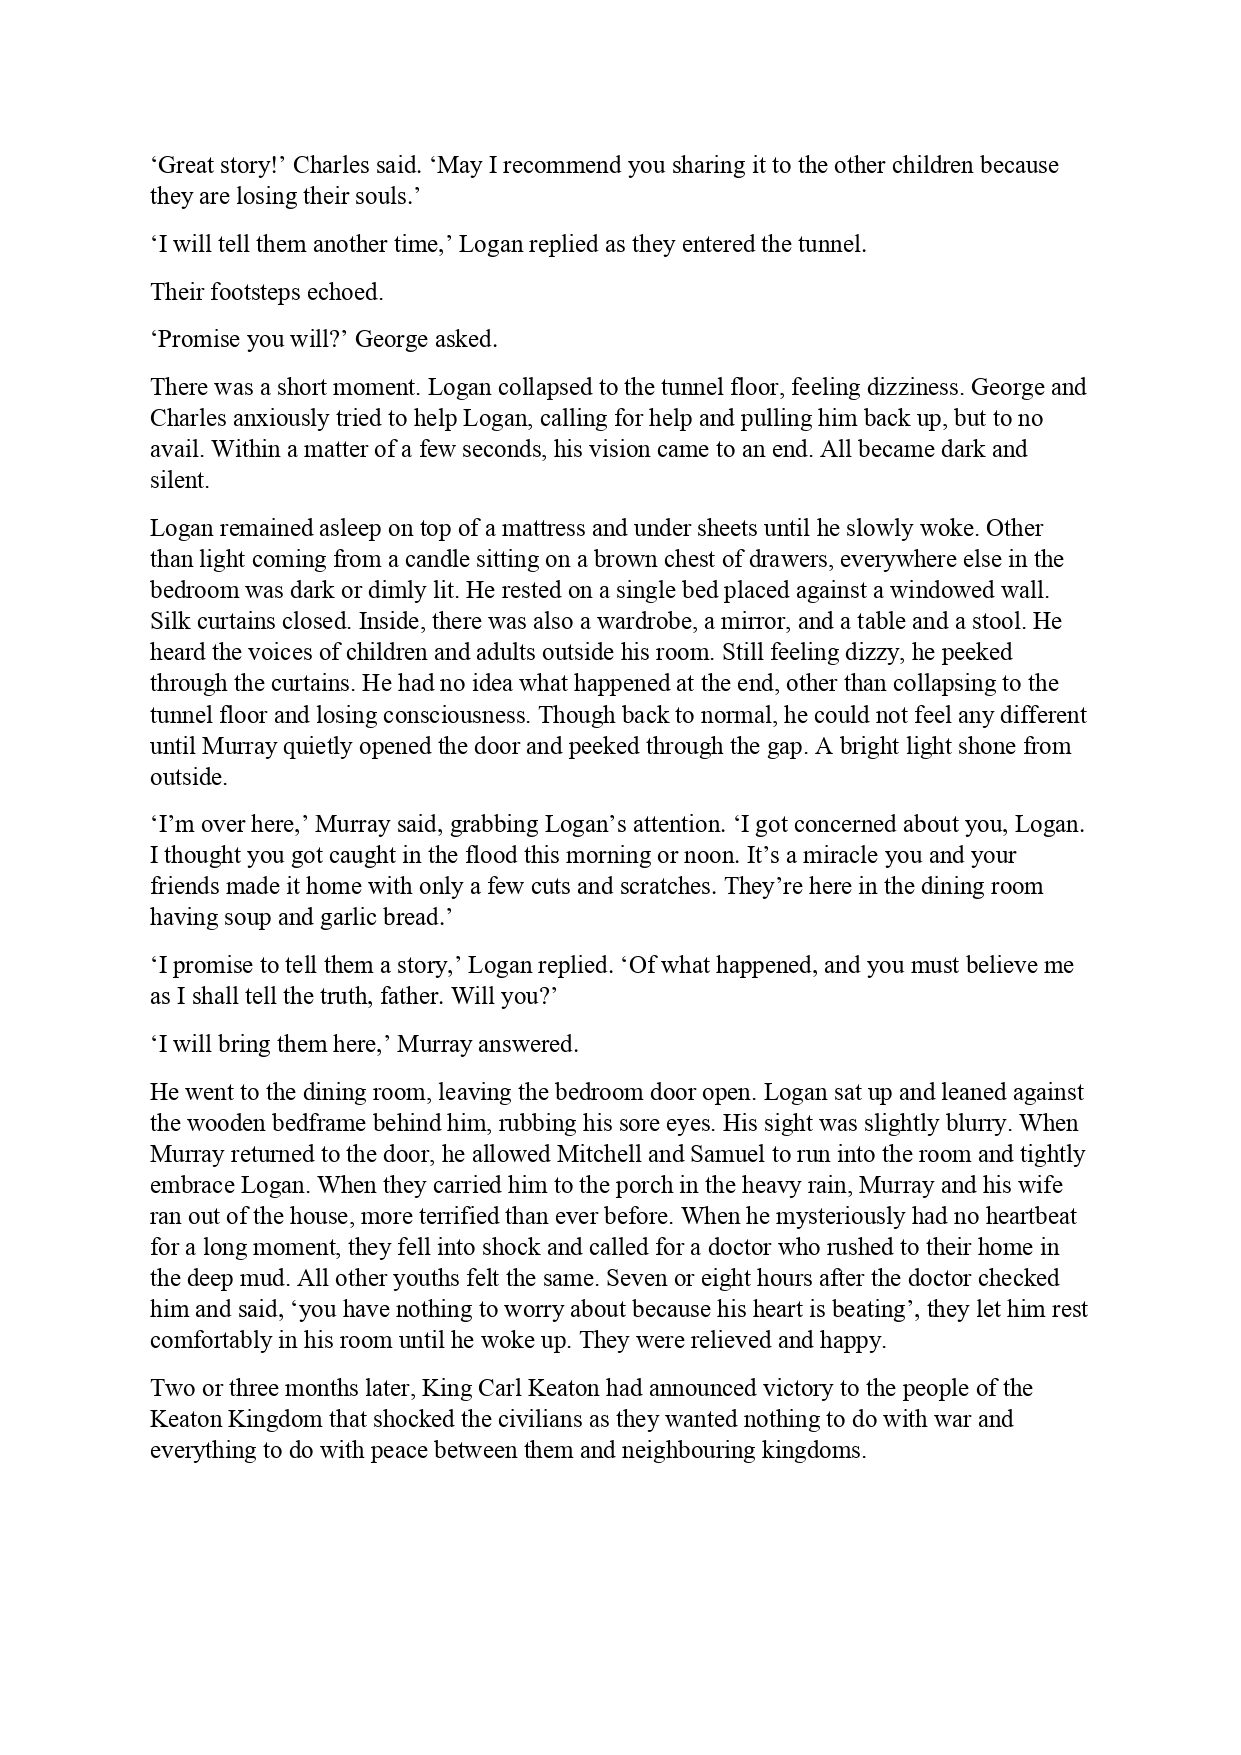 ‘Great story!’ Charles said. ‘May I recommend you sharing it to the other children because
they are losing their souls.’
‘I will tell them another time,’ Logan replied as they entered the tunnel.
Their footsteps echoed.
‘Promise you will?’ George asked.
There was a short moment. Logan collapsed to the tunnel floor, feeling dizziness. George and
Charles anxiously tried to help Logan, calling for help and pulling him back up, but to no
avail. Within a matter of a few seconds, his vision came to an end. All became dark and
silent.
Logan remained asleep on top of a mattress and under sheets until he slowly woke. Other
than light coming from a candle sitting on a brown chest of drawers, everywhere else in the
bedroom was dark or dimly lit. He rested on a single bed placed against a windowed wall.
Silk curtains closed. Inside, there was also a wardrobe, a mirror, and a table and a stool. He
heard the voices of children and adults outside his room. Still feeling dizzy, he peeked
through the curtains. He had no idea what happened at the end, other than collapsing to the
tunnel floor and losing consciousness. Though back to normal, he could not feel any different
until Murray quietly opened the door and peeked through the gap. A bright light shone from
outside.
‘I’m over here,’ Murray said, grabbing Logan’s attention. ‘I got concerned about you, Logan.
I thought you got caught in the flood this morning or noon. It’s a miracle you and your
friends made it home with only a few cuts and scratches. They’re here in the dining room
having soup and garlic bread.’
‘I promise to tell them a story,’ Logan replied. ‘Of what happened, and you must believe me
as I shall tell the truth, father. Will you?’
‘I will bring them here,’ Murray answered.
He went to the dining room, leaving the bedroom door open. Logan sat up and leaned against
the wooden bedframe behind him, rubbing his sore eyes. His sight was slightly blurry. When
Murray returned to the door, he allowed Mitchell and Samuel to run into the room and tightly
embrace Logan. When they carried him to the porch in the heavy rain, Murray and his wife
ran out of the house, more terrified than ever before. When he mysteriously had no heartbeat
for a long moment, they fell into shock and called for a doctor who rushed to their home in
the deep mud. All other youths felt the same. Seven or eight hours after the doctor checked
him and said, ‘you have nothing to worry about because his heart is beating’, they let him rest
comfortably in his room until he woke up. They were relieved and happy.
Two or three months later, King Carl Keaton had announced victory to the people of the
Keaton Kingdom that shocked the civilians as they wanted nothing to do with war and
everything to do with peace between them and neighbouring kingdoms.